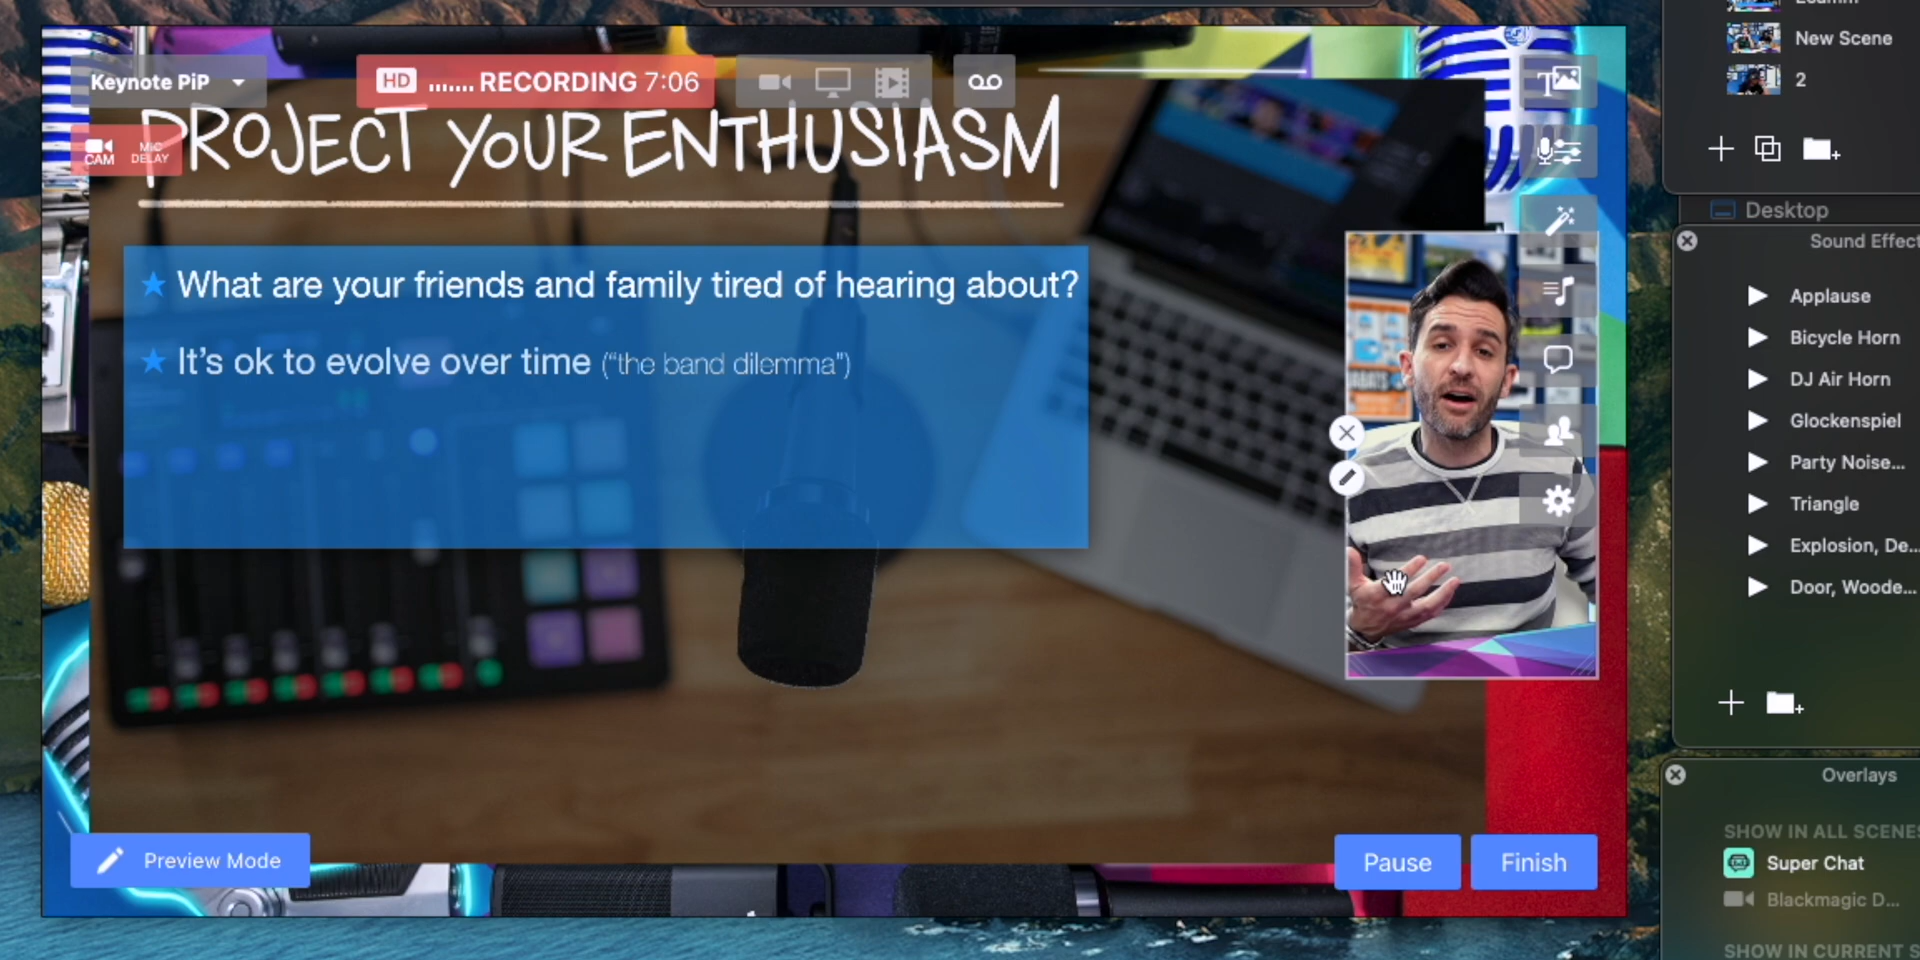 New Scene
2
Keynote PiP
HD ....... RECORDING 7:06
CAM
MIC
DELAY
PROJECT YOUR ENTHUSIASM
★ What are your friends and family tired of hearing about?
★ It's ok to evolve over time ("the band dilemma")
Preview Mode
Pause
Finish
Desktop
Sound Effect
Applause
Bicycle Horn
DJ Air Horn
Glockenspiel
Party Noise...
Triangle
Explosion, De...
Door, Woode...
Overlays
SHOW IN ALL SCENES
Super Chat
Blackmagic D...
SHOW IN CURRENT S